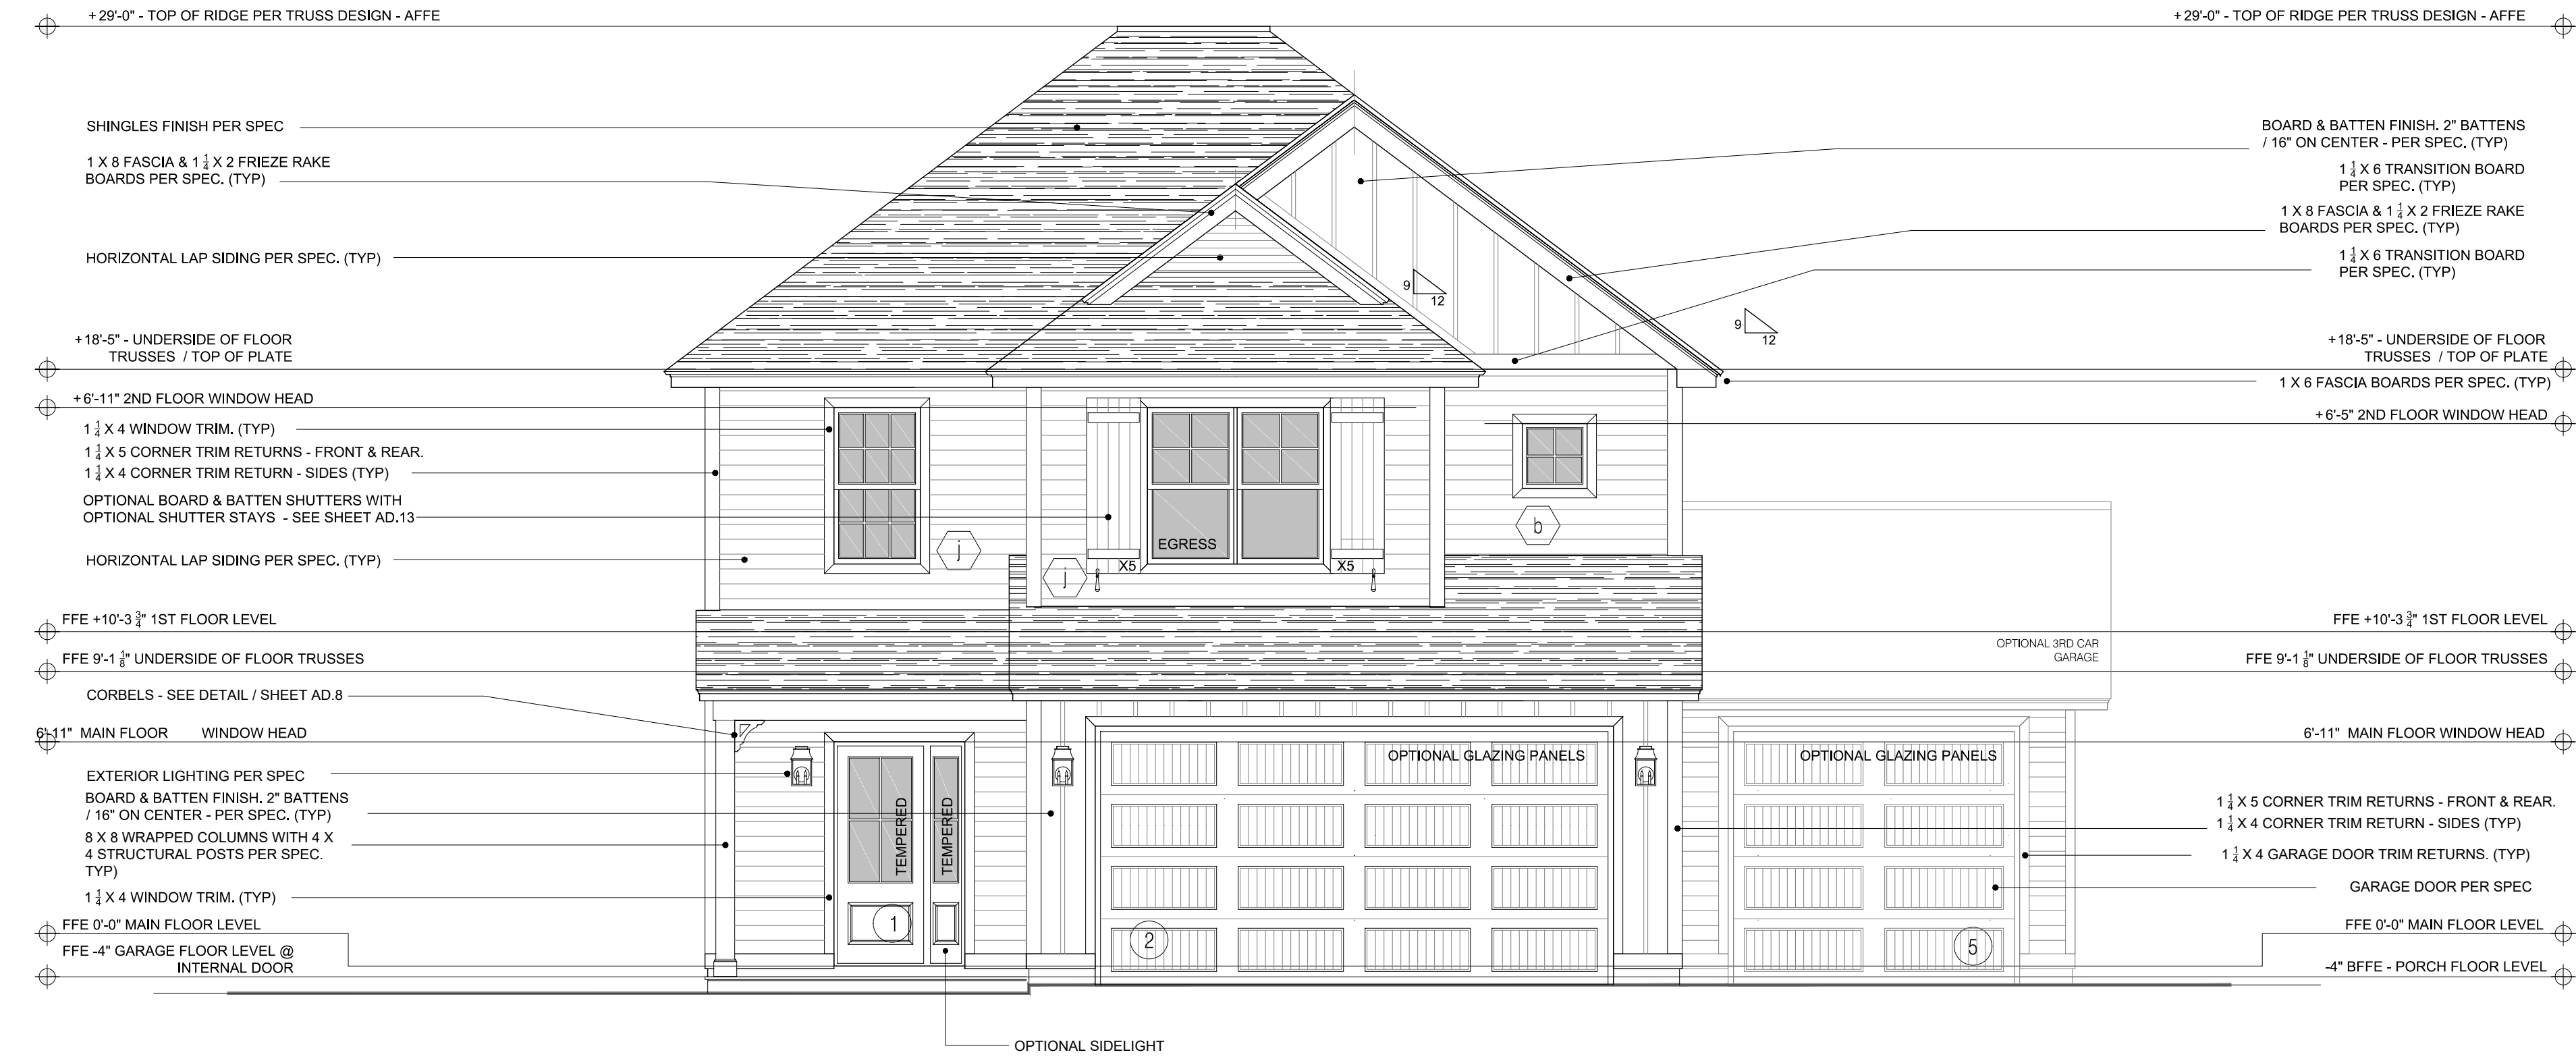 +29'-0" - TOP OF RIDGE PER TRUSS DESIGN - AFFE
SHINGLES FINISH PER SPEC
1 X 8 FASCIA & 1 1/4 X 2 FRIEZE RAKE
BOARDS PER SPEC. (TYP)
HORIZONTAL LAP SIDING PER SPEC. (TYP)
+18'-5" - UNDERSIDE OF FLOOR
TRUSSES / TOP OF PLATE
+6'-11" 2ND FLOOR WINDOW HEAD
1 1/4 X 4 WINDOW TRIM. (TYP)
1 1/4 X 5 CORNER TRIM RETURNS - FRONT & REAR.
1 1/4 X 4 CORNER TRIM RETURN - SIDES (TYP)
OPTIONAL BOARD & BATTEN SHUTTERS WITH
OPTIONAL SHUTTER STAYS - SEE SHEET AD.13
HORIZONTAL LAP SIDING PER SPEC. (TYP)
FFE +10'-3 3/4" 1ST FLOOR LEVEL
FFE 9'-1 1/8" UNDERSIDE OF FLOOR TRUSSES
CORBELS - SEE DETAIL / SHEET AD.8
6'-11" MAIN FLOOR WINDOW HEAD
EXTERIOR LIGHTING PER SPEC
BOARD & BATTEN FINISH. 2" BATTENS
/ 16" ON CENTER - PER SPEC. (TYP)
8 X 8 WRAPPED COLUMNS WITH 4 X
4 STRUCTURAL POSTS PER SPEC.
TYP)
1 1/4 X 4 WINDOW TRIM. (TYP)
FFE 0'-0" MAIN FLOOR LEVEL
FFE -4" GARAGE FLOOR LEVEL @
INTERNAL DOOR
9
12
9
12
EGRESS
X5
X5
j
j
b
OPTIONAL 3RD CAR
GARAGE
OPTIONAL GLAZING PANELS
OPTIONAL GLAZING PANELS
TEMPERED
TEMPERED
1
2
5
OPTIONAL SIDELIGHT
+29'-0" - TOP OF RIDGE PER TRUSS DESIGN - AFFE
BOARD & BATTEN FINISH. 2" BATTENS
/ 16" ON CENTER - PER SPEC. (TYP)
1 1/4 X 6 TRANSITION BOARD
PER SPEC. (TYP)
1 X 8 FASCIA & 1 1/4 X 2 FRIEZE RAKE
BOARDS PER SPEC. (TYP)
1 1/4 X 6 TRANSITION BOARD
PER SPEC. (TYP)
+18'-5" - UNDERSIDE OF FLOOR
TRUSSES / TOP OF PLATE
1 X 6 FASCIA BOARDS PER SPEC. (TYP)
+6'-5" 2ND FLOOR WINDOW HEAD
FFE +10'-3 3/4" 1ST FLOOR LEVEL
FFE 9'-1 1/8" UNDERSIDE OF FLOOR TRUSSES
6'-11" MAIN FLOOR WINDOW HEAD
1 1/4 X 5 CORNER TRIM RETURNS - FRONT & REAR.
1 1/4 X 4 CORNER TRIM RETURN - SIDES (TYP)
1 1/4 X 4 GARAGE DOOR TRIM RETURNS. (TYP)
GARAGE DOOR PER SPEC
FFE 0'-0" MAIN FLOOR LEVEL
-4" BFFE - PORCH FLOOR LEVEL